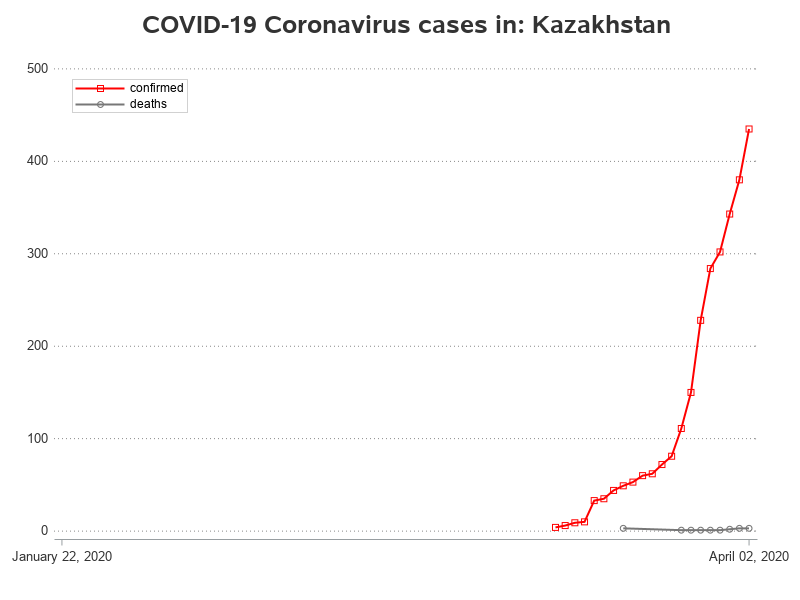 COVID-19 Coronavirus cases in: Kazakhstan
500
confirmed
deaths
400
300
200
100
0
January 22, 2020
April 02, 2020